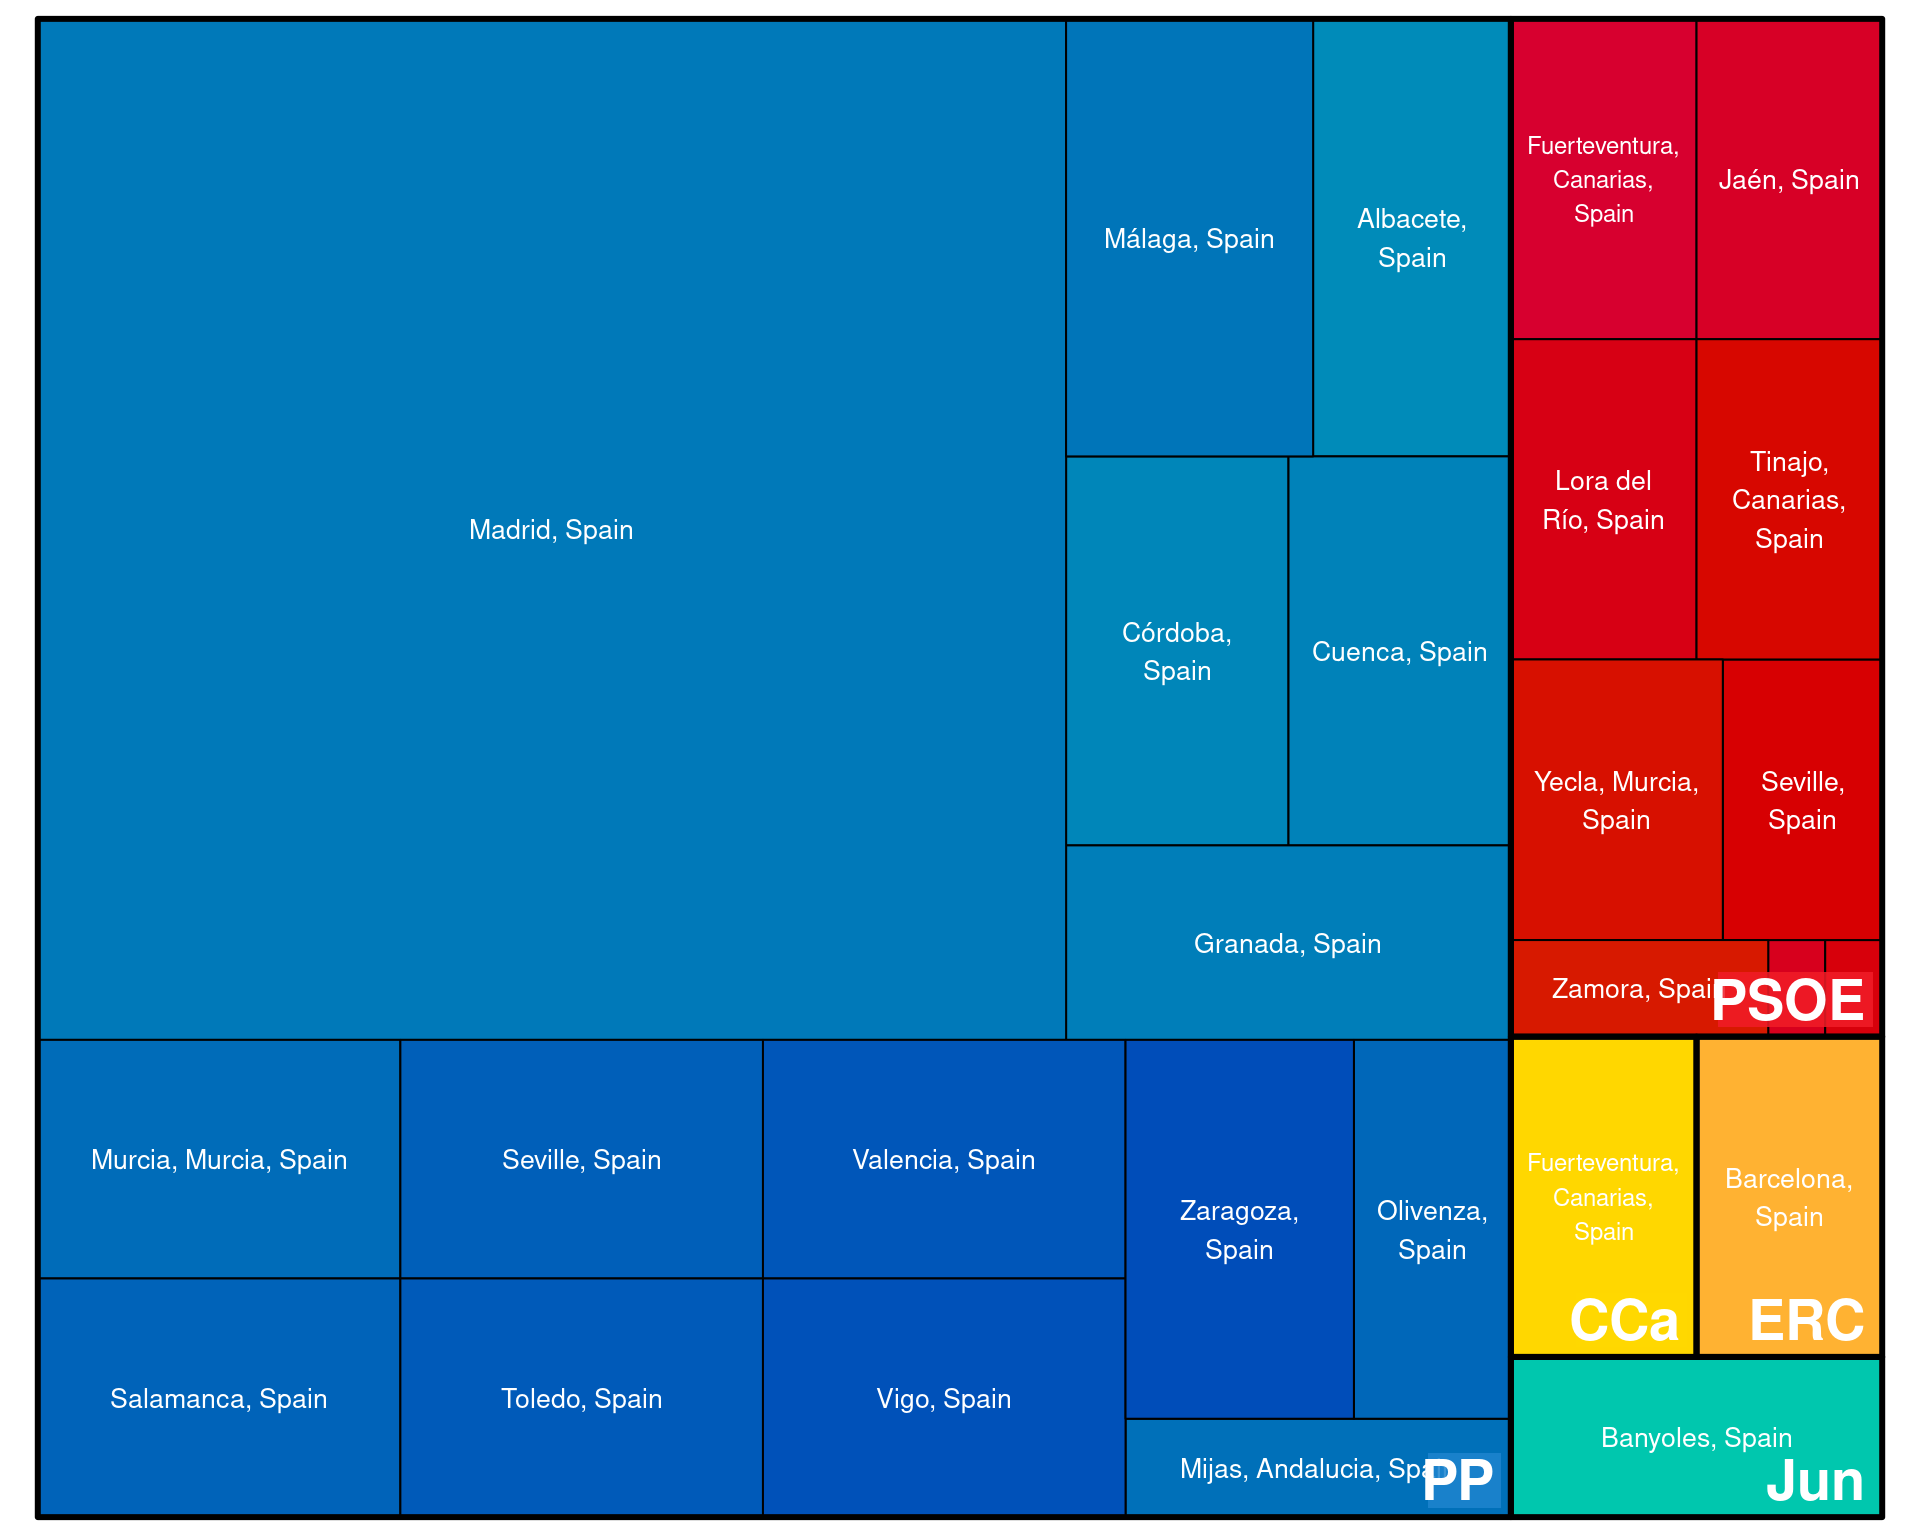 Madrid, Spain
Málaga, Spain
Albacete,
Spain
Córdoba,
Spain
Cuenca, Spain
Granada, Spain
Murcia, Murcia, Spain
Seville, Spain
Valencia, Spain
Salamanca, Spain
Toledo, Spain
Vigo, Spain
Zaragoza,
Spain
Olivenza,
Spain
Mijas, Andalucia, Spain
PP
Fuerteventura,
Canarias,
Spain
Jaén, Spain
Lora del
Río, Spain
Tinajo,
Canarias,
Spain
Yecla, Murcia,
Spain
Seville,
Spain
Zamora, Spain
PSOE
Fuerteventura,
Canarias,
Spain
CCa
Barcelona,
Spain
ERC
Banyoles, Spain
Jun